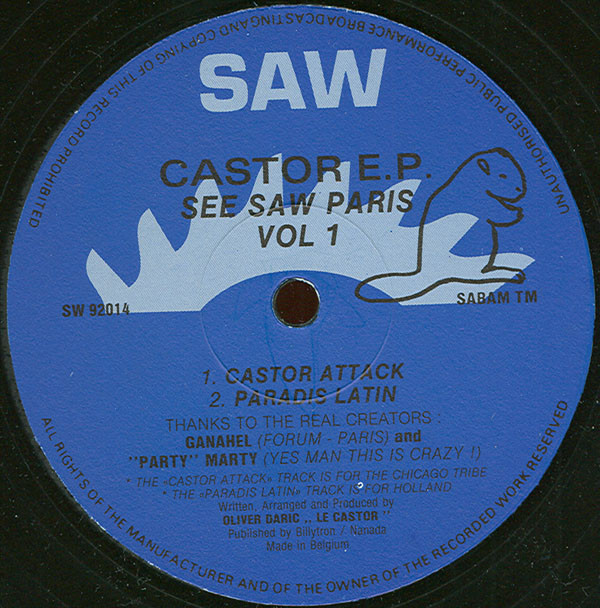 UNAUTHORISED PUBLIC PERFORMANCE BROADCASTING AND COPYING OF THIS RECORD PROHIBITED
SAW
CASTOR E.P.
SEE SAW PARIS
VOL 1
SW 92014
SABAM TM
1. CASTOR ATTACK
2. PARADIS LATIN
THANKS TO THE REAL CREATORS :
GANAHEL (FORUM - PARIS) and
"PARTY" MARTY (YES MAN THIS IS CRAZY !)
* THE «CASTOR ATTACK» TRACK IS FOR THE CHICAGO TRIBE
* THE «PARADIS LATIN» TRACK IS FOR HOLLAND
Written, Arranged and Produced by
OLIVER DARIC ,, LE CASTOR "
Published by Billytron / Nanada
Made in Belgium
ALL RIGHTS OF THE MANUFACTURER AND OF THE OWNER OF THE RECORDED WORK RESERVED